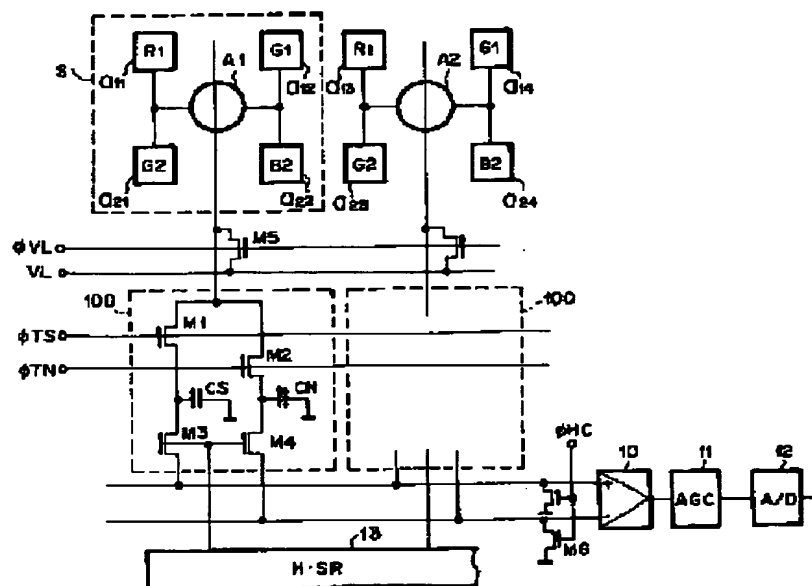 S
R1
A1
G1
R1
A2
G1
a11
a12
a13
a14
G2
B2
G2
B2
a21
a22
a23
a24
φVL
M5
VL
100
100
φTS
M1
φTN
M2
CS
CN
M3
M4
φHC
10
11
12
+
AGC
A/D
-
M6
13
H·SR